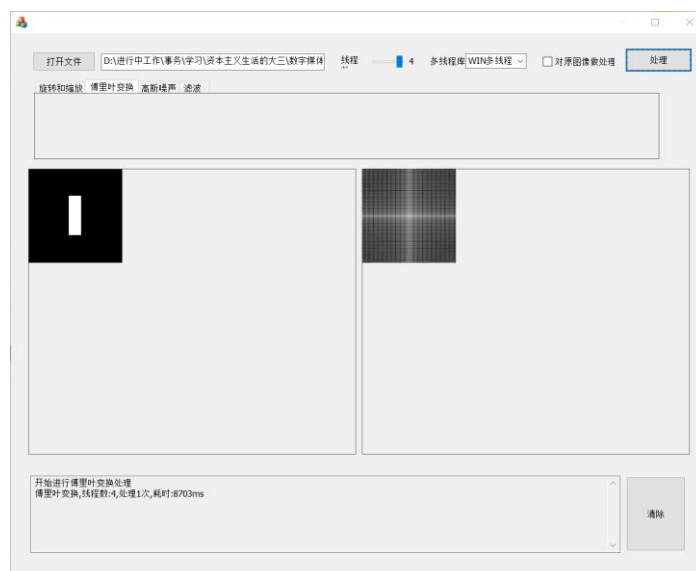 打开文件 D:\进行中工作\事务\学习\资本主义生活的大三\数字媒体 线程 4 多线程库 WIN多线程 对原图像做处理 处理
旋转和缩放 傅里叶变换 高斯噪声 滤波
开始进行傅里叶变换处理
傅里叶变换,线程数:4,处理1次,耗时:8703ms
清除